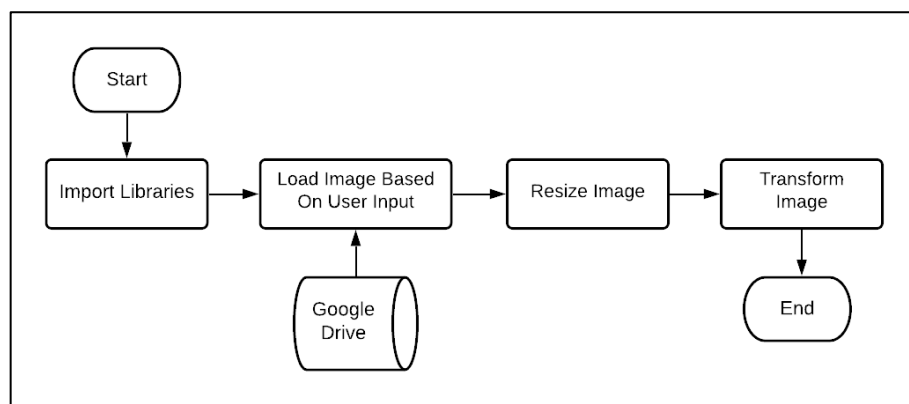 Start
Import Libraries
Load Image Based
On User Input
Resize Image
Transform
Image
Google
Drive
End